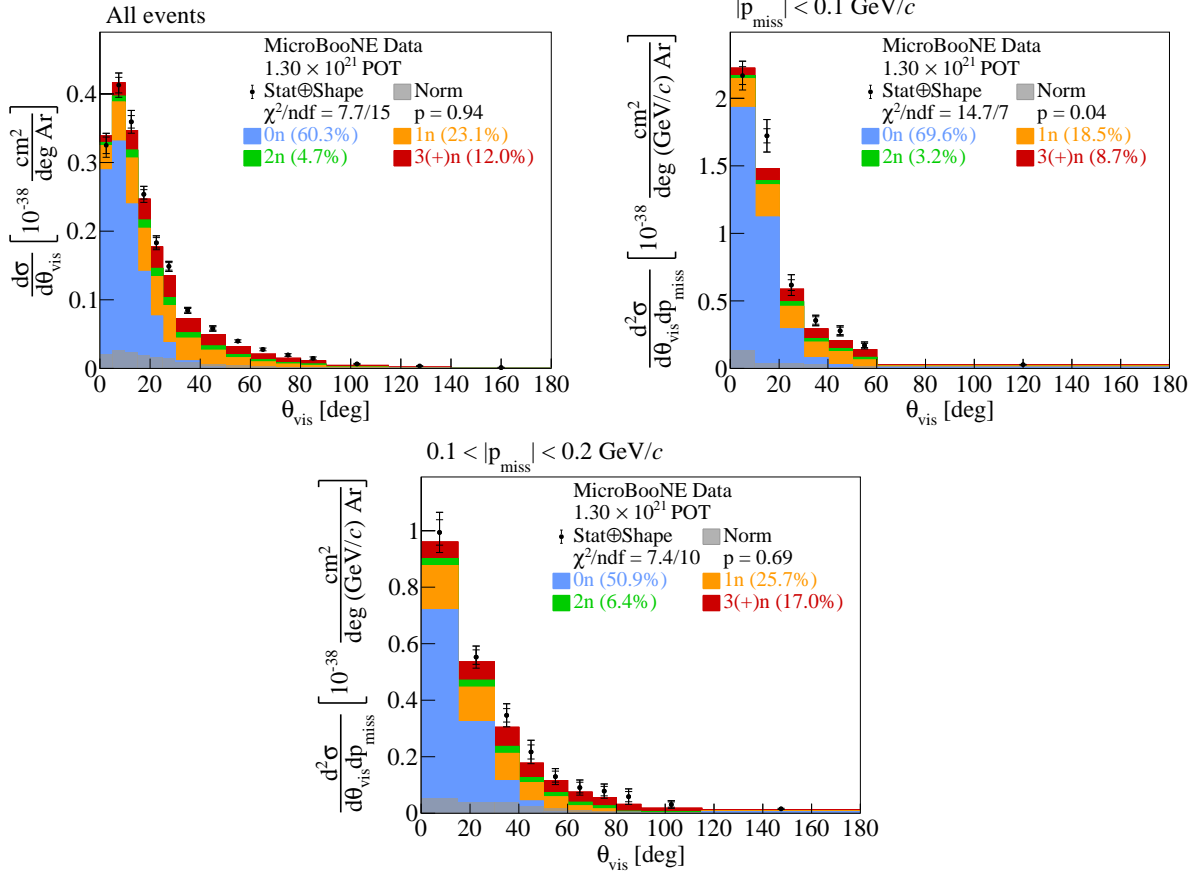 All events
MicroBooNE Data
1.30 × 10²¹ POT
Stat⊕Shape Norm
χ²/ndf = 7.7/15 p = 0.94
0n (60.3%) 1n (23.1%)
2n (4.7%) 3(+)n (12.0%)
dσ/dθ_vis [10⁻³⁸ cm²/deg Ar]
0.4
0.3
0.2
0.1
0
0 20 40 60 80 100 120 140 160 180
θ_vis [deg]
|p_miss| < 0.1 GeV/c
MicroBooNE Data
1.30 × 10²¹ POT
Stat⊕Shape Norm
χ²/ndf = 14.7/7 p = 0.04
0n (69.6%) 1n (18.5%)
2n (3.2%) 3(+)n (8.7%)
d²σ/dθ_vis dp_miss [10⁻³⁸ cm²/deg (GeV/c) Ar]
2
1.5
1
0.5
0
0 20 40 60 80 100 120 140 160 180
θ_vis [deg]
0.1 < |p_miss| < 0.2 GeV/c
MicroBooNE Data
1.30 × 10²¹ POT
Stat⊕Shape Norm
χ²/ndf = 7.4/10 p = 0.69
0n (50.9%) 1n (25.7%)
2n (6.4%) 3(+)n (17.0%)
d²σ/dθ_vis dp_miss [10⁻³⁸ cm²/deg (GeV/c) Ar]
1
0.8
0.6
0.4
0.2
0
0 20 40 60 80 100 120 140 160 180
θ_vis [deg]